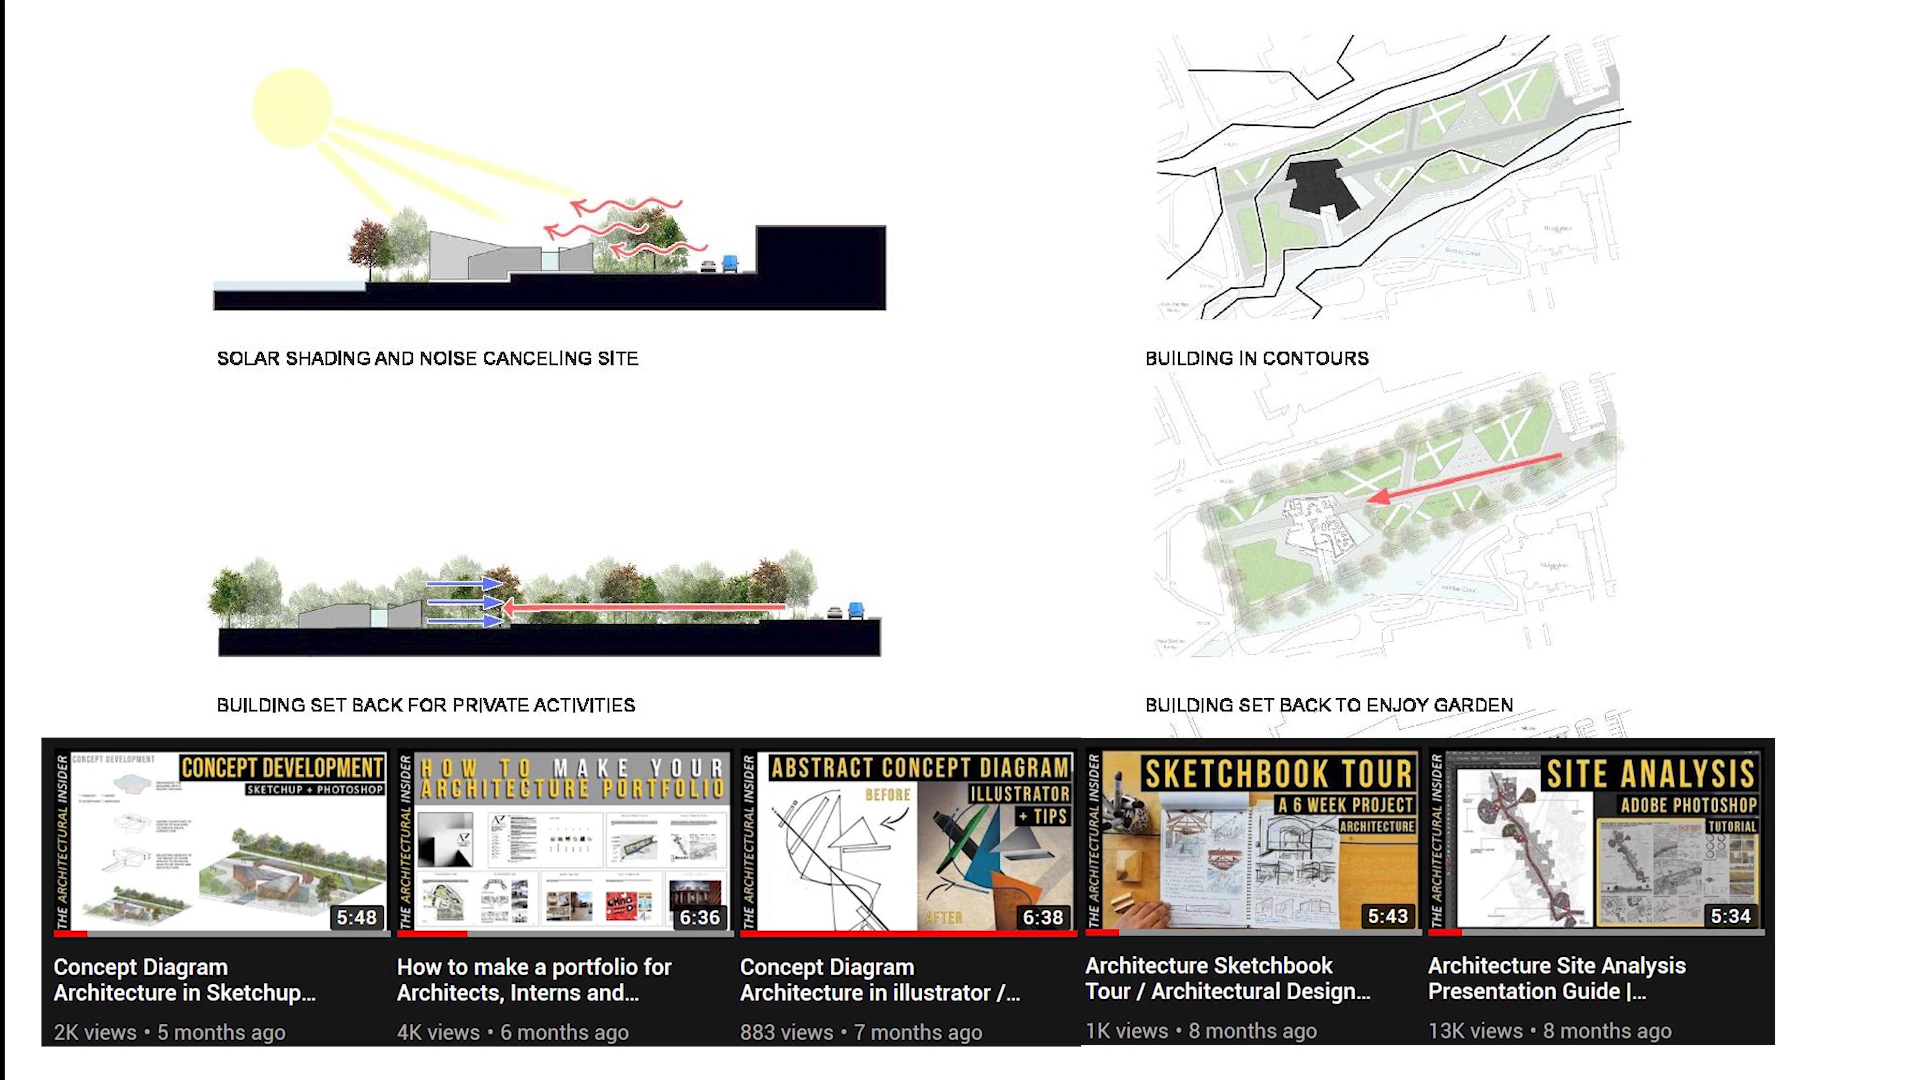 SOLAR SHADING AND NOISE CANCELING SITE
BUILDING IN CONTOURS
BUILDING SET BACK FOR PRIVATE ACTIVITIES
BUILDING SET BACK TO ENJOY GARDEN
THE ARCHITECTURAL INSIDER
CONCEPT DEVELOPMENT
CONCEPT DEVELOPMENT
SKETCHUP + PHOTOSHOP
5:48
Concept Diagram
Architecture in Sketchup...
2K views • 5 months ago
THE ARCHITECTURAL INSIDER
HOW TO MAKE YOUR
ARCHITECTURE PORTFOLIO
6:36
How to make a portfolio for
Architects, Interns and...
4K views • 6 months ago
THE ARCHITECTURAL INSIDER
ABSTRACT CONCEPT DIAGRAM
ILLUSTRATOR
+ TIPS
BEFORE
AFTER
6:38
Concept Diagram
Architecture in illustrator /...
883 views • 7 months ago
THE ARCHITECTURAL INSIDER
SKETCHBOOK TOUR
A 6 WEEK PROJECT
ARCHITECTURE
5:43
Architecture Sketchbook
Tour / Architectural Design...
1K views • 8 months ago
THE ARCHITECTURAL INSIDER
SITE ANALYSIS
ADOBE PHOTOSHOP
TUTORIAL
5:34
Architecture Site Analysis
Presentation Guide |...
13K views • 8 months ago